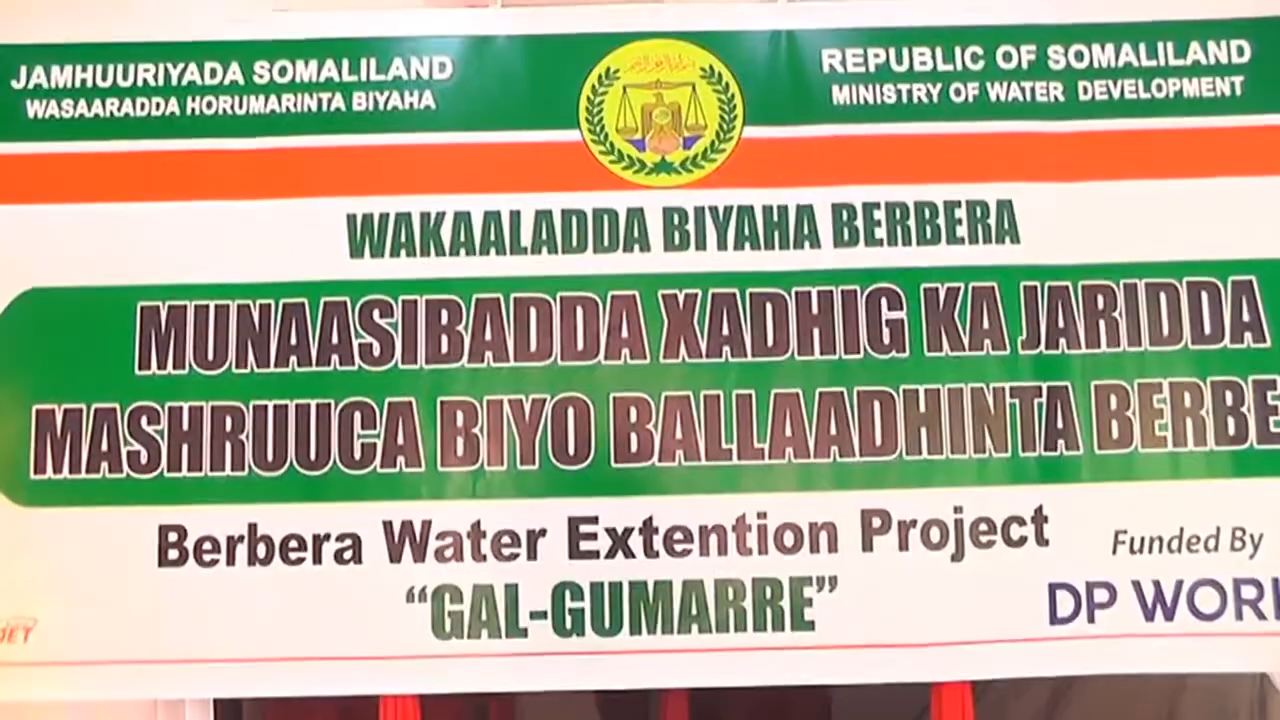 JAMHUURIYADA SOMALILAND
WASAARADDA HORUMARINTA BIYAHA
REPUBLIC OF SOMALILAND
MINISTRY OF WATER DEVELOPMENT
WAKAALADDA BIYAHA BERBERA
MUNAASIBADDA XADHIG KA JARIDDA
MASHRUUCA BIYO BALLAADHINTA BERBE
Berbera Water Extention Project
Funded By
"GAL-GUMARRE"
DP WORL
JET